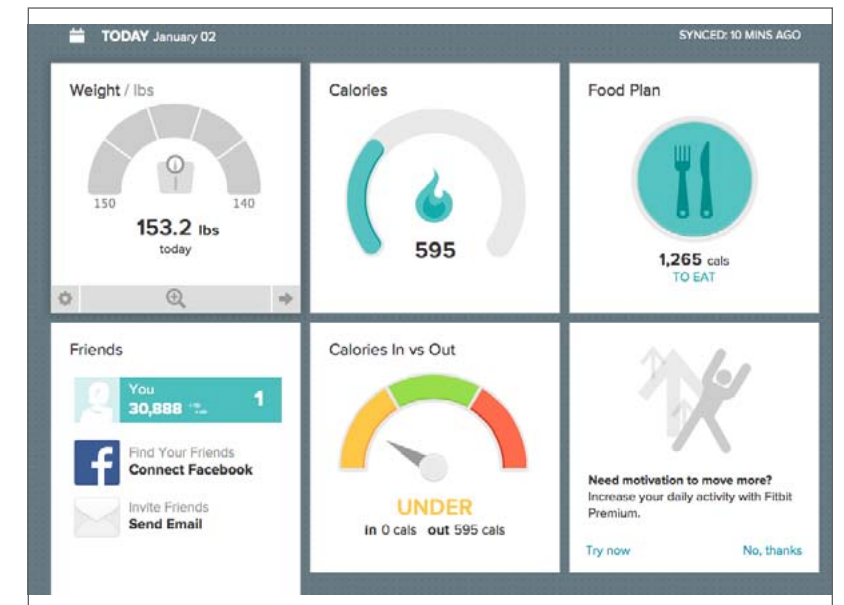 TODAY January 02
SYNCED: 10 MINS AGO
Weight / lbs
150
140
153.2 lbs
today
Calories
595
Food Plan
1,265 cals
TO EAT
Friends
You
30,888
1
Find Your Friends
Connect Facebook
Invite Friends
Send Email
Calories In vs Out
UNDER
in 0 cals out 595 cals
Need motivation to move more?
Increase your daily activity with Fitbit
Premium.
Try now
No, thanks